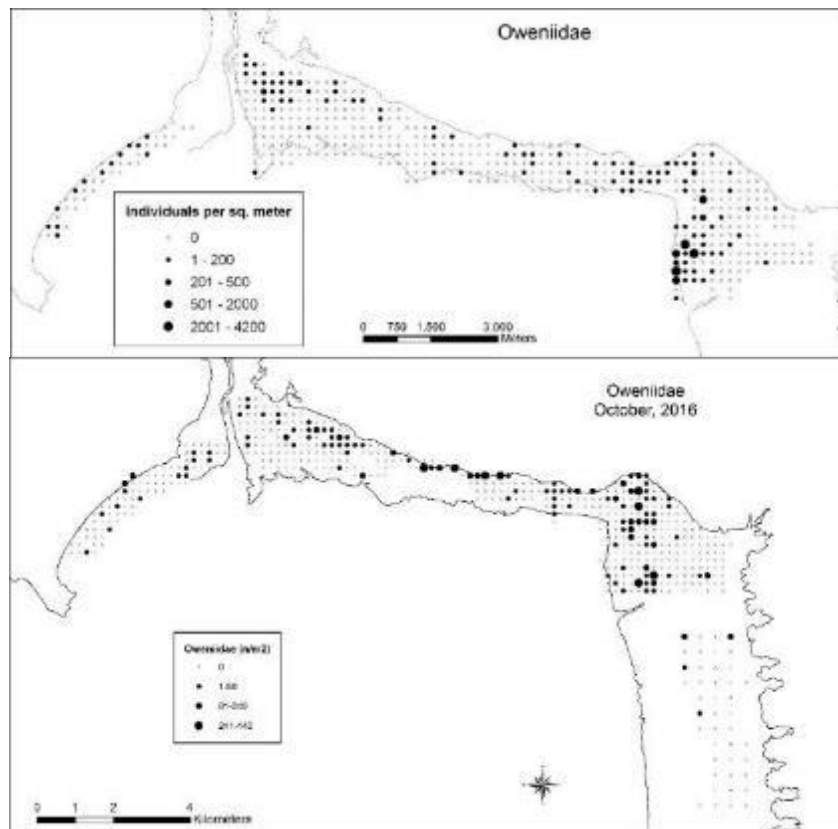 Oweniidae
Individuals per sq. meter
0
1 - 200
201 - 500
501 - 2000
2001 - 4200
0 750 1,500 3,000
Meters
Oweniidae
October, 2016
Oweniidae (n/m2)
0
0 1 2 4
Kilometers